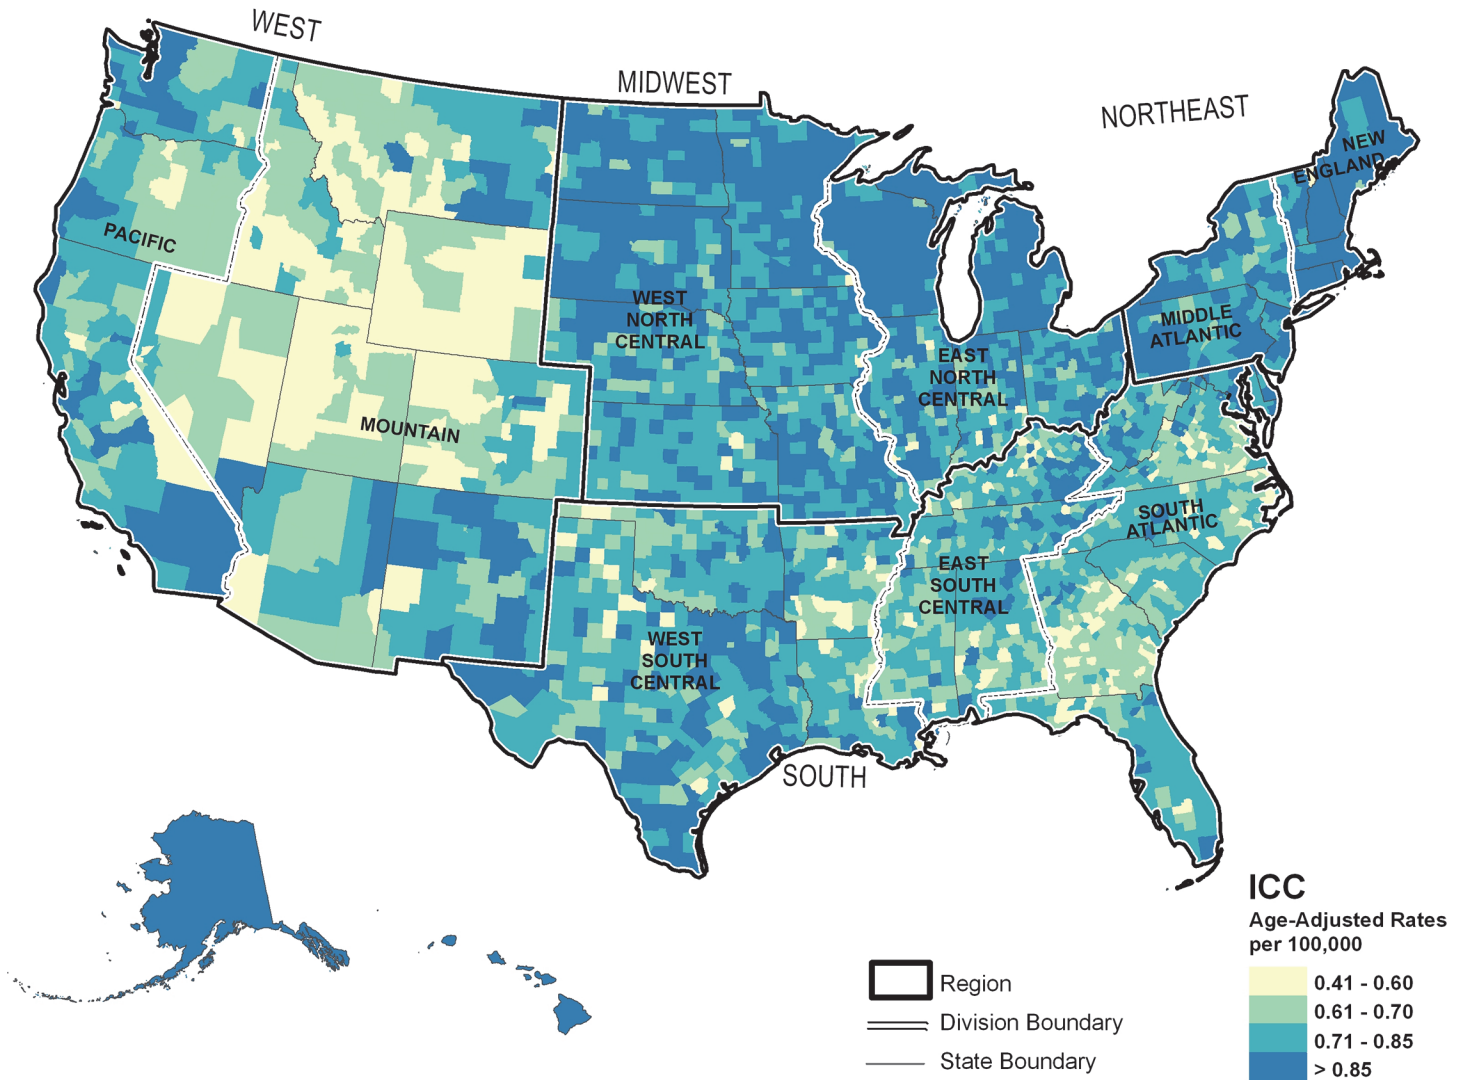 WEST
MIDWEST
NORTHEAST
NEW
ENGLAND
PACIFIC
WEST
NORTH
CENTRAL
MIDDLE
ATLANTIC
EAST
NORTH
CENTRAL
MOUNTAIN
SOUTH
ATLANTIC
EAST
SOUTH
CENTRAL
WEST
SOUTH
CENTRAL
SOUTH
ICC
Age-Adjusted Rates
per 100,000
0.41 - 0.60
0.61 - 0.70
0.71 - 0.85
> 0.85
Region
Division Boundary
State Boundary